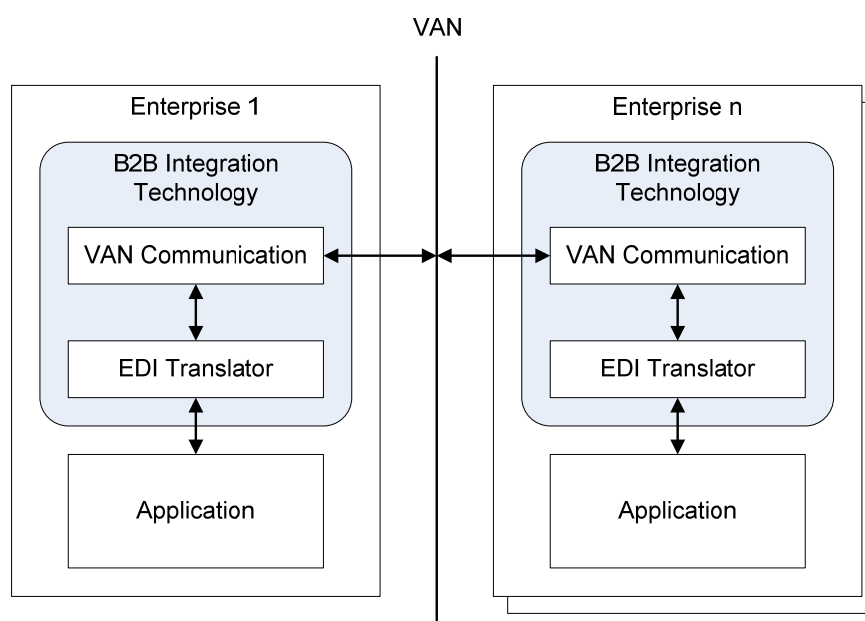 VAN
Enterprise 1
B2B Integration
Technology
VAN Communication
EDI Translator
Application
Enterprise n
B2B Integration
Technology
VAN Communication
EDI Translator
Application